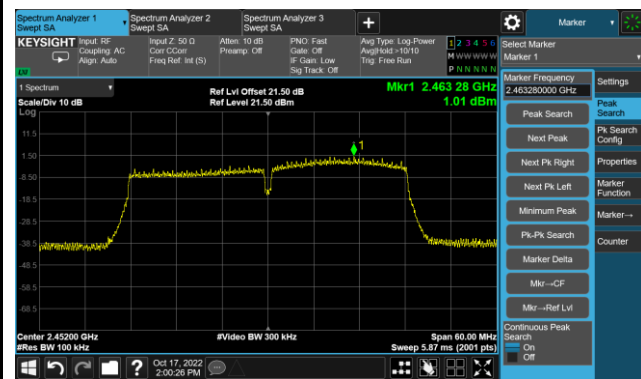 Spectrum Analyzer 1
Swept SA
Spectrum Analyzer 2
Swept SA
Spectrum Analyzer 3
Swept SA
+
Marker
KEYSIGHT
Input: RF
Coupling: AC
Align: Auto
Input Z: 50 Ω
Corr CCorr
Freq Ref: Int (S)
Atten: 10 dB
Preamp: Off
PNO: Fast
Gate: Off
IF Gain: Low
Sig Track: Off
Avg Type: Log-Power
Avg|Hold:>10/10
Trig: Free Run
1 2 3 4 5 6
M W W W W W
P N N N N N
LW
Select Marker
Marker 1
1 Spectrum
Scale/Div 10 dB
Log
Ref Lvl Offset 21.50 dB
Ref Level 21.50 dBm
Mkr1 2.463 28 GHz
1.01 dBm
11.5
1.50
-8.50
-18.5
-28.5
-38.5
-48.5
-58.5
-68.5
1
Center 2.45200 GHz
#Res BW 100 kHz
#Video BW 300 kHz
Span 60.00 MHz
Sweep 5.87 ms (2001 pts)
Marker Frequency
2.463280000 GHz
Peak Search
Next Peak
Next Pk Right
Next Pk Left
Minimum Peak
Pk-Pk Search
Marker Delta
Mkr→CF
Mkr→Ref Lvl
Continuous Peak
Search
On
Off
Settings
Peak
Search
Pk Search
Config
Properties
Marker
Function
Marker→
Counter
?
Oct 17, 2022
2:00:26 PM